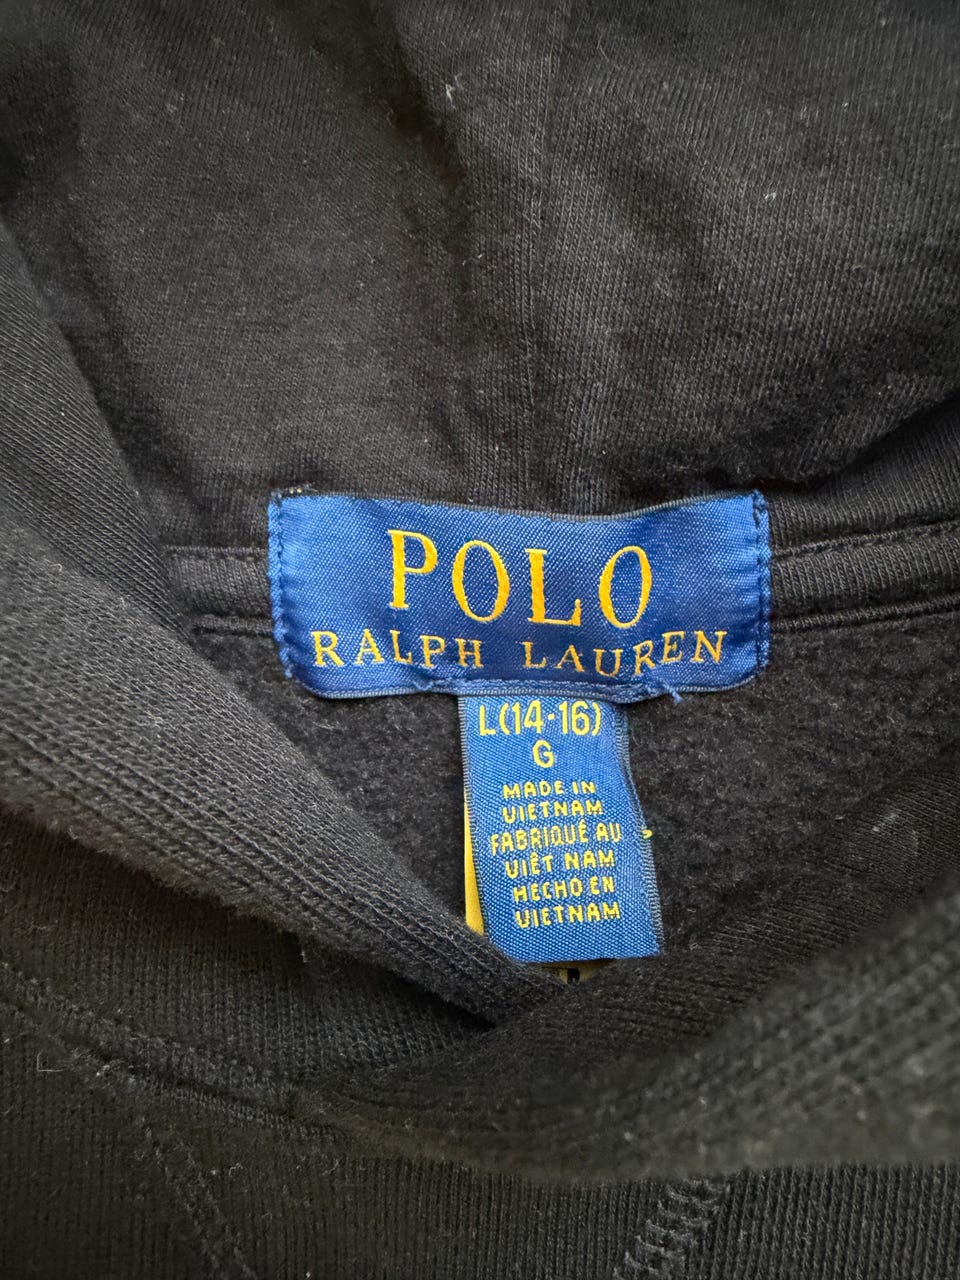 POLO
RALPH LAUREN
L(14-16)
G
MADE IN
VIETNAM
FABRIQUÉ AU
VIÊT NAM
HECHO EN
VIETNAM